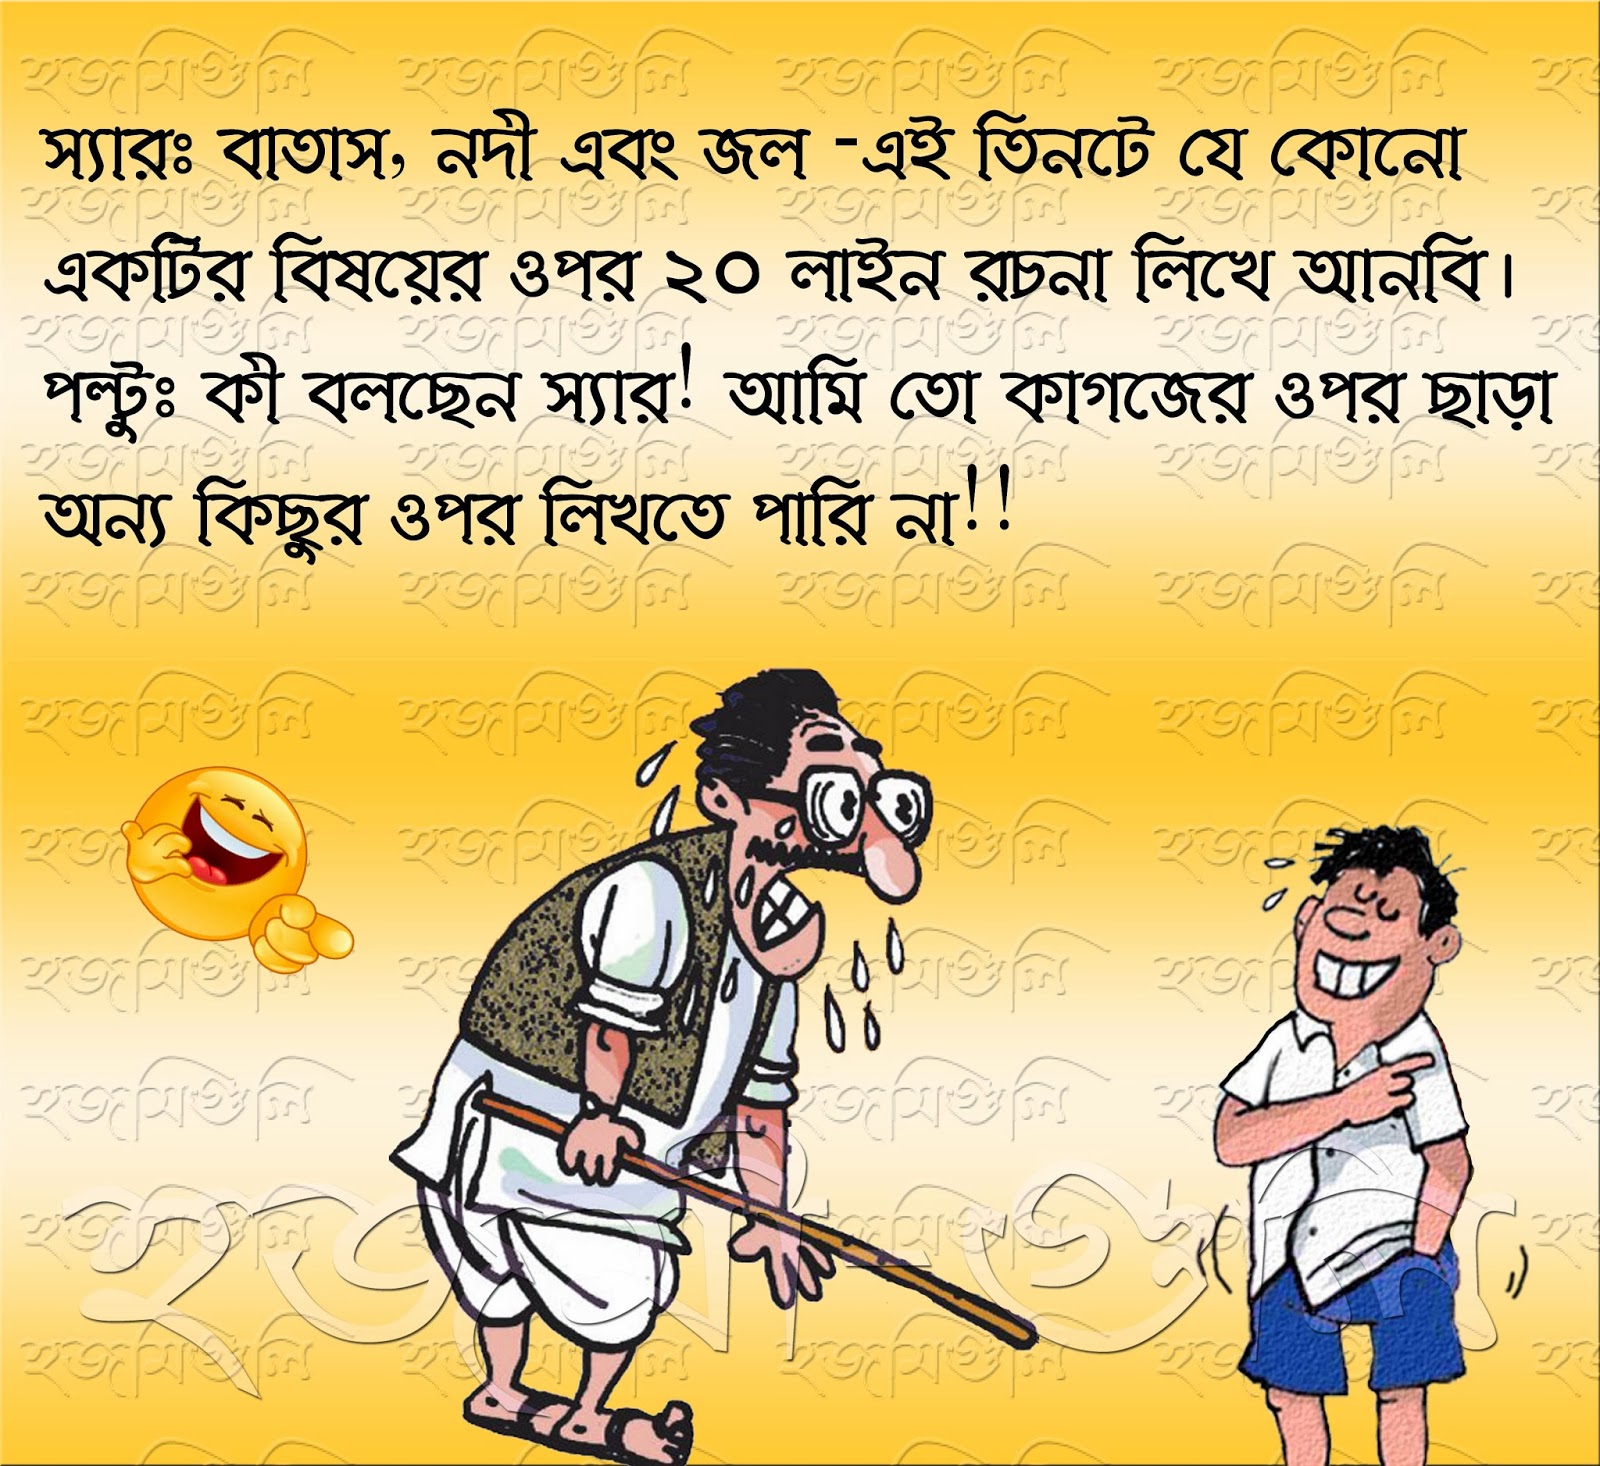 স্যারঃ বাতাস, নদী এবং জল -এই তিনটে যে কোনো
একটির বিষয়ের ওপর ২০ লাইন রচনা লিখে আনবি।
পল্টুঃ কী বলছেন স্যার! আমি তো কাগজের ওপর ছাড়া
অন্য কিছুর ওপর লিখতে পারি না!!